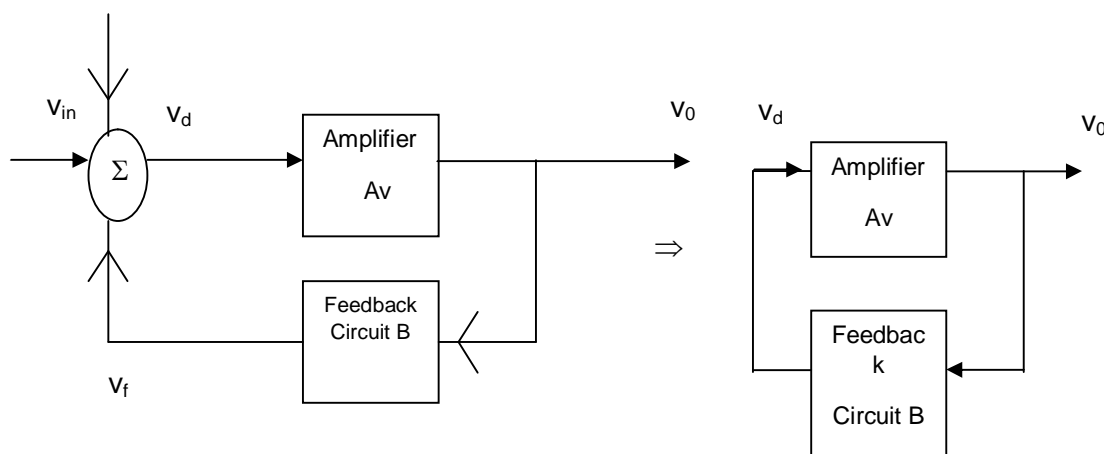 v_in
v_d
Σ
Amplifier
Av
v_0
Feedback
Circuit B
v_f
⇒
v_d
Amplifier
Av
v_0
Feedbac
k
Circuit B